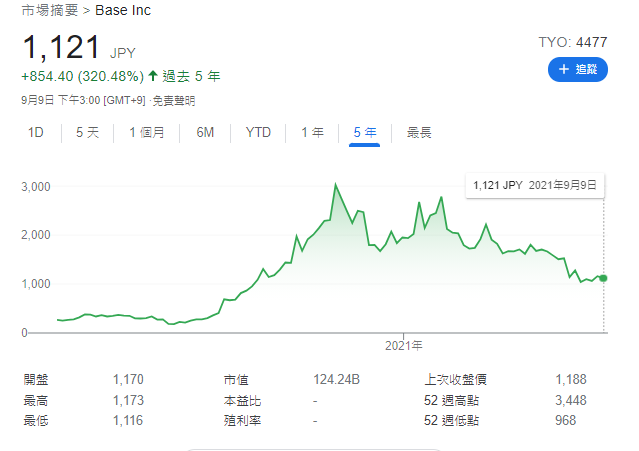 市場摘要 > Base Inc
1,121 JPY
TYO: 4477
+854.40 (320.48%) 過去 5 年
+ 追蹤
9月9日 下午3:00 [GMT+9] ·免責聲明
1D 5 天 1 個月 6M YTD 1 年 5 年 最長
1,121 JPY 2021年9月9日
3,000
2,000
1,000
0
2021年
開盤 1,170 市值 124.24B 上次收盤價 1,188
最高 1,173 本益比 - 52 週高點 3,448
最低 1,116 殖利率 - 52 週低點 968